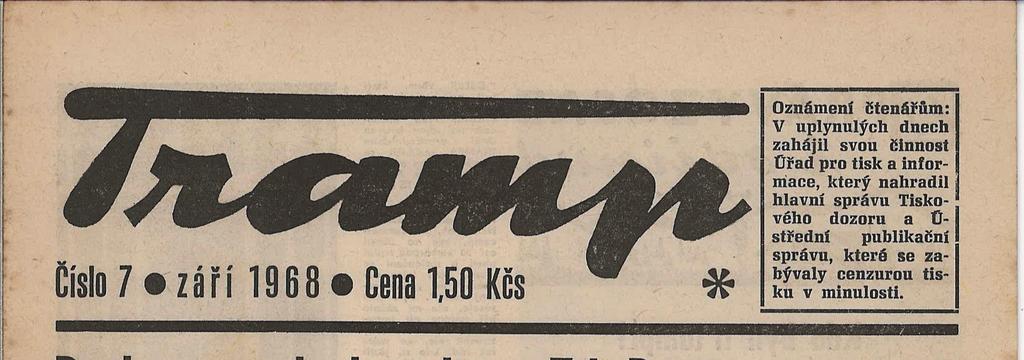 Tramp
Číslo 7 • září 1968 • Cena 1,50 Kčs *
Oznámení čtenářům:
V uplynulých dnech
zahájil svou činnost
Úřad pro tisk a infor-
mace, který nahradil
hlavní správu Tisko-
vého dozoru a Ú-
střední publikační
správu, které se za-
bývaly cenzurou tis-
ku v minulosti.